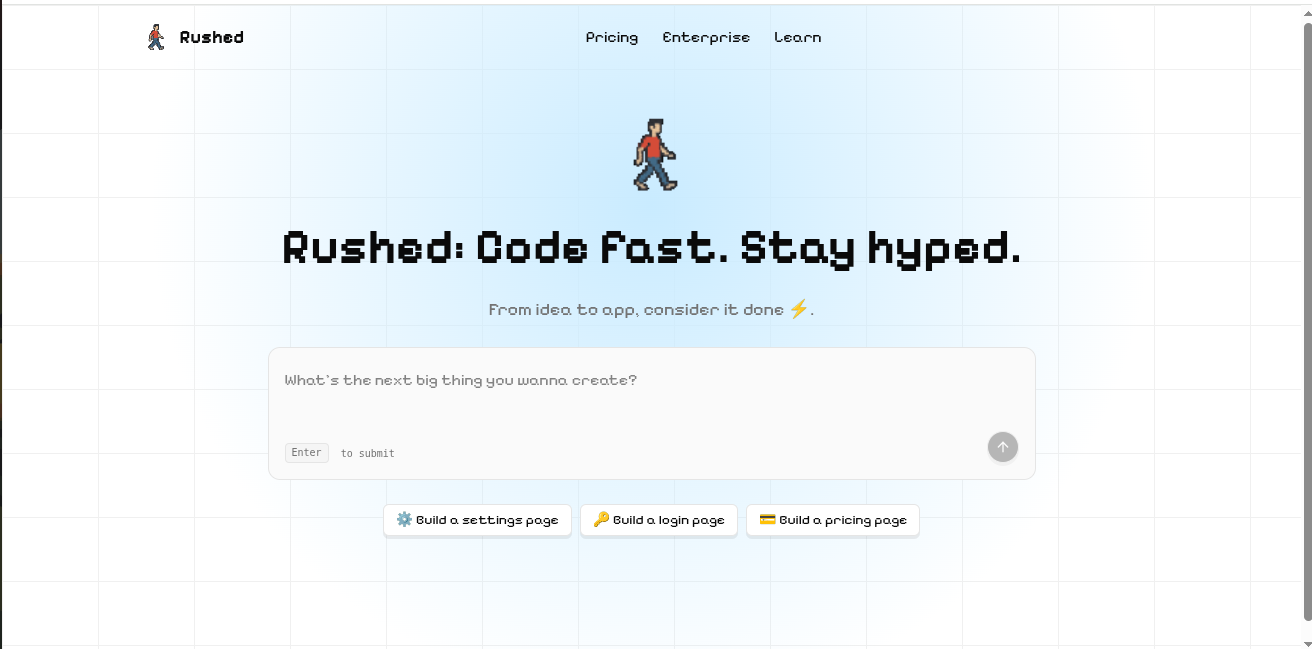 Rushed
Pricing Enterprise Learn
Rushed: Code Fast. Stay hyped.
From idea to app, consider it done ⚡.
What's the next big thing you wanna create?
Enter to submit
⚙️ Build a settings page 🔑 Build a login page 💳 Build a pricing page